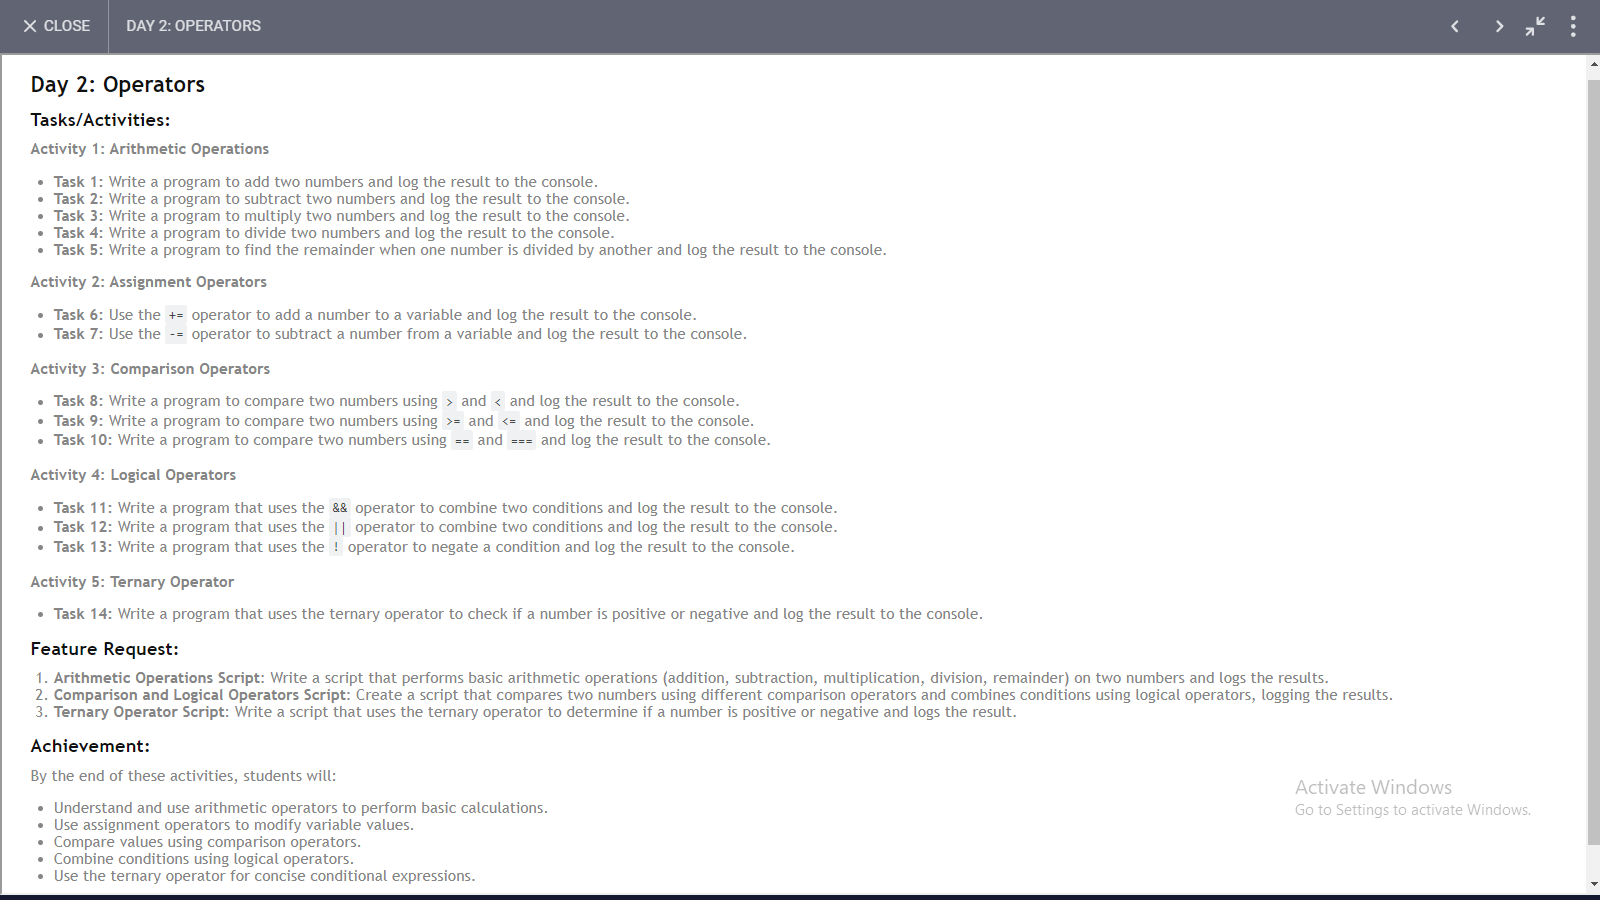 CLOSE
DAY 2: OPERATORS
Day 2: Operators
Tasks/Activities:
Activity 1: Arithmetic Operations
• Task 1: Write a program to add two numbers and log the result to the console.
• Task 2: Write a program to subtract two numbers and log the result to the console.
• Task 3: Write a program to multiply two numbers and log the result to the console.
• Task 4: Write a program to divide two numbers and log the result to the console.
• Task 5: Write a program to find the remainder when one number is divided by another and log the result to the console.
Activity 2: Assignment Operators
• Task 6: Use the += operator to add a number to a variable and log the result to the console.
• Task 7: Use the -= operator to subtract a number from a variable and log the result to the console.
Activity 3: Comparison Operators
• Task 8: Write a program to compare two numbers using > and < and log the result to the console.
• Task 9: Write a program to compare two numbers using >= and <= and log the result to the console.
• Task 10: Write a program to compare two numbers using == and === and log the result to the console.
Activity 4: Logical Operators
• Task 11: Write a program that uses the && operator to combine two conditions and log the result to the console.
• Task 12: Write a program that uses the || operator to combine two conditions and log the result to the console.
• Task 13: Write a program that uses the ! operator to negate a condition and log the result to the console.
Activity 5: Ternary Operator
• Task 14: Write a program that uses the ternary operator to check if a number is positive or negative and log the result to the console.
Feature Request:
1. Arithmetic Operations Script: Write a script that performs basic arithmetic operations (addition, subtraction, multiplication, division, remainder) on two numbers and logs the results.
2. Comparison and Logical Operators Script: Create a script that compares two numbers using different comparison operators and combines conditions using logical operators, logging the results.
3. Ternary Operator Script: Write a script that uses the ternary operator to determine if a number is positive or negative and logs the result.
Achievement:
By the end of these activities, students will:
• Understand and use arithmetic operators to perform basic calculations.
• Use assignment operators to modify variable values.
• Compare values using comparison operators.
• Combine conditions using logical operators.
• Use the ternary operator for concise conditional expressions.
Activate Windows
Go to Settings to activate Windows.